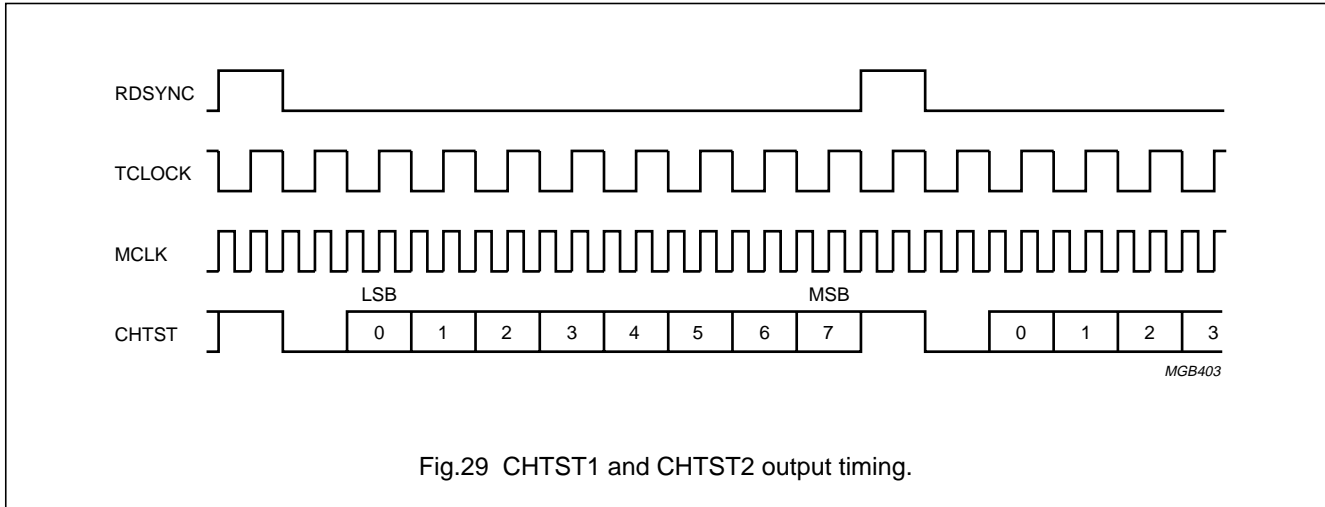 RDSYNC
TCLOCK
MCLK
LSB MSB
CHTST 0 1 2 3 4 5 6 7 0 1 2 3
MGB403
Fig.29 CHTST1 and CHTST2 output timing.